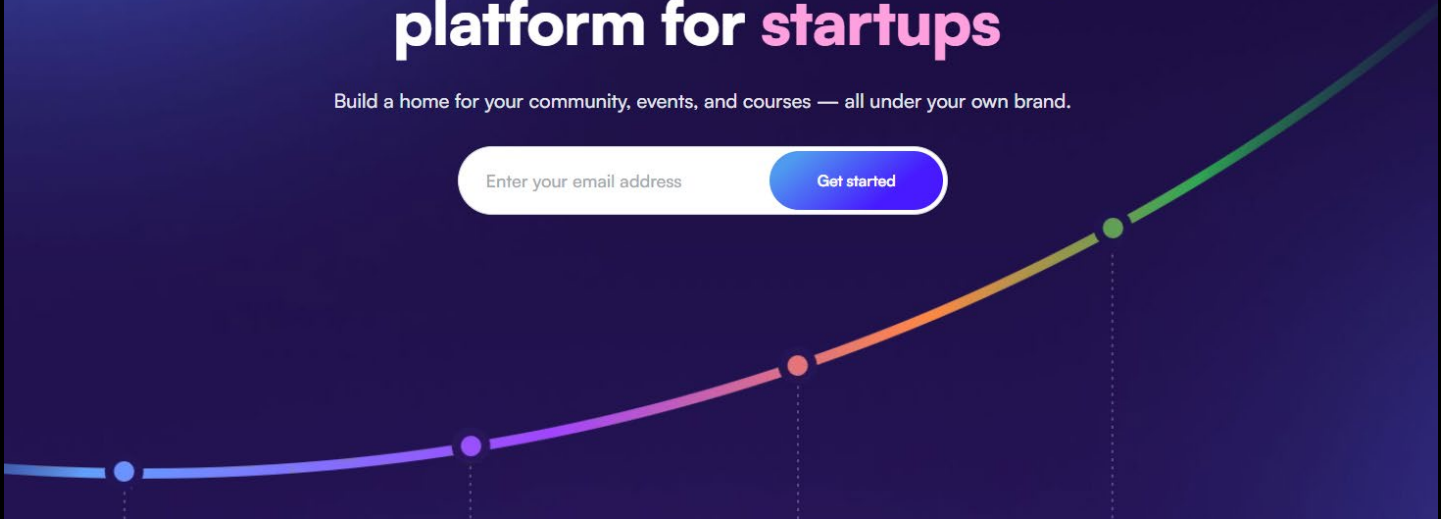 platform for startups
Build a home for your community, events, and courses — all under your own brand.
Enter your email address
Get started